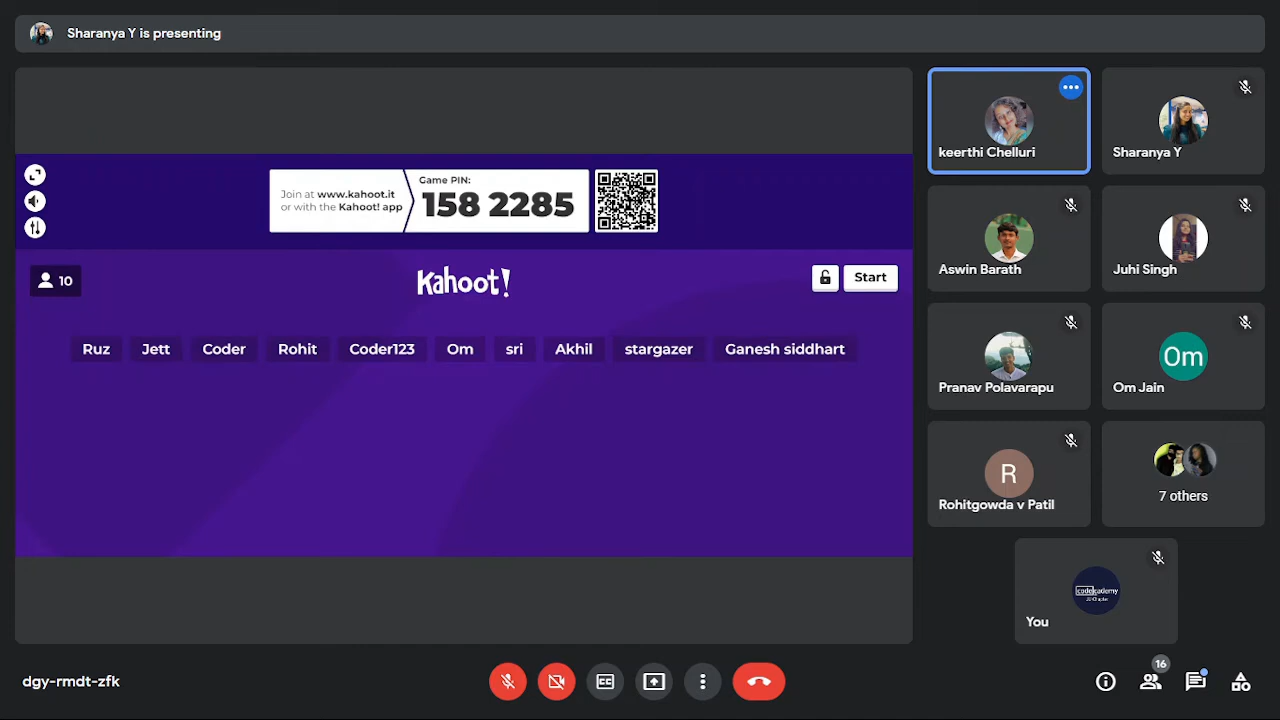 Sharanya Y is presenting
Join at www.kahoot.it
or with the Kahoot! app
Game PIN:
158 2285
10
Kahoot!
Start
Ruz Jett Coder Rohit Coder123 Om sri Akhil stargazer Ganesh siddhart
keerthi Chelluri
Sharanya Y
Aswin Barath
Juhi Singh
Pranav Polavarapu
Om
Om Jain
R
Rohitgowda v Patil
7 others
codecademy
You
dgy-rmdt-zfk
CC
16